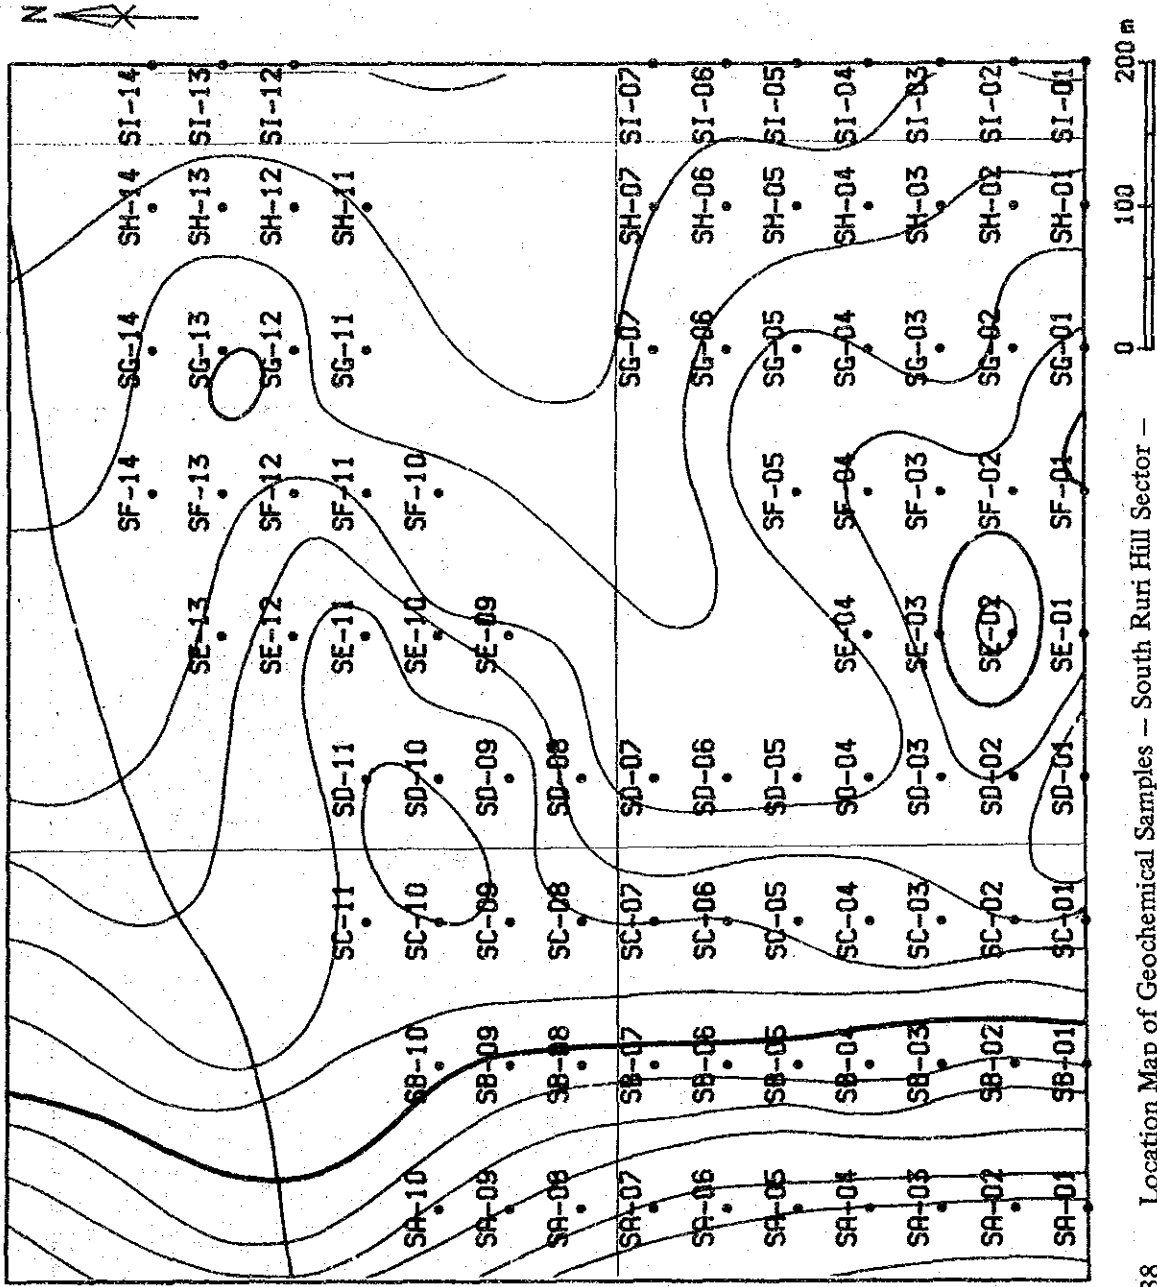 N
SF-14 SG-14 SH-14 SI-14
SE-13 SF-13 SG-13 SH-13 SI-13
SE-12 SF-12 SG-12 SH-12 SI-12
SC-11 SD-11 SE-11 SF-11 SG-11 SH-11
SA-10 SB-10 SC-10 SD-10 SE-10 SF-10
SA-09 SB-09 SC-09 SD-09 SE-09
SA-08 SB-08 SC-08 SD-08
SA-07 SB-07 SC-07 SD-07 SG-07 SH-07 SI-07
SA-06 SB-06 SC-06 SD-06 SG-06 SH-06 SI-06
SA-05 SB-05 SC-05 SD-05 SF-05 SG-05 SH-05 SI-05
SA-04 SB-04 SC-04 SD-04 SE-04 SF-04 SG-04 SH-04 SI-04
SA-03 SB-03 SC-03 SD-03 SE-03 SF-03 SG-03 SH-03 SI-03
SA-02 SB-02 SC-02 SD-02 SE-02 SF-02 SG-02 SH-02 SI-02
SA-01 SB-01 SC-01 SD-01 SE-01 SF-01 SG-01 SH-01 SI-01
0 100 200m
38 Location Map of Geochemical Samples – South Ruri Hill Sector –